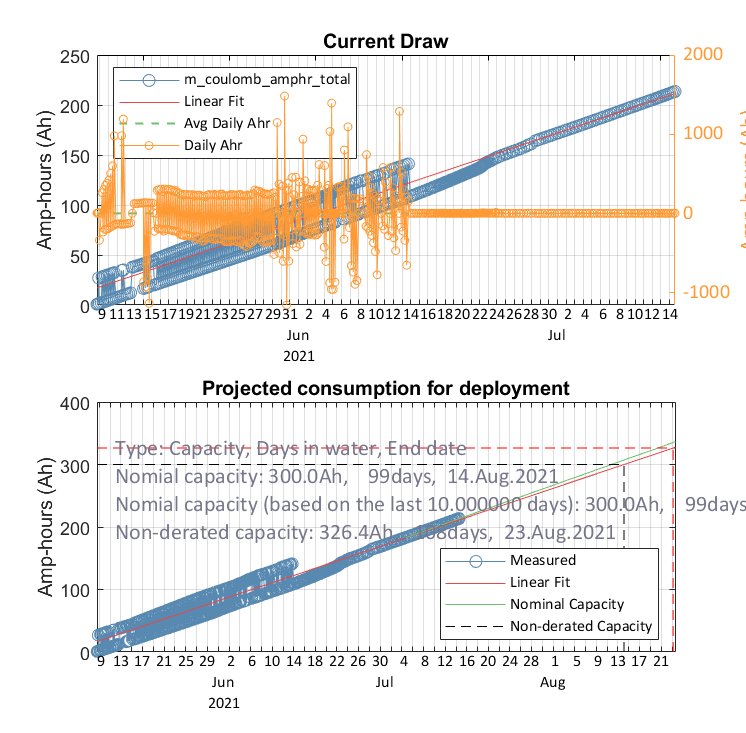 Current Draw
250
200
150
100
50
0
Amp-hours (Ah)
m_coulomb_amphr_total
Linear Fit
Avg Daily Ahr
Daily Ahr
2000
1000
0
-1000
9 11 13 15 17 19 21 23 25 27 29 31 2 4 6 8 10 12 14 16 18 20 22 24 26 28 30 2 4 6 8 10 12 14
Jun Jul
2021
Projected consumption for deployment
400
300
200
100
0
Amp-hours (Ah)
Type: Capacity, Days in water, End date
Nomial capacity: 300.0Ah, 99days, 14.Aug.2021
Nomial Capacity (based on the last 10.000000 days): 300.0Ah, 99days
Non-derated capacity: 326.4Ah, 108days, 23.Aug.2021
Measured
Linear Fit
Nominal Capacity
Non-derated Capacity
9 13 17 21 25 29 2 6 10 14 18 22 26 30 4 8 12 16 20 24 28 1 5 9 13 17 21
Jun Jul Aug
2021